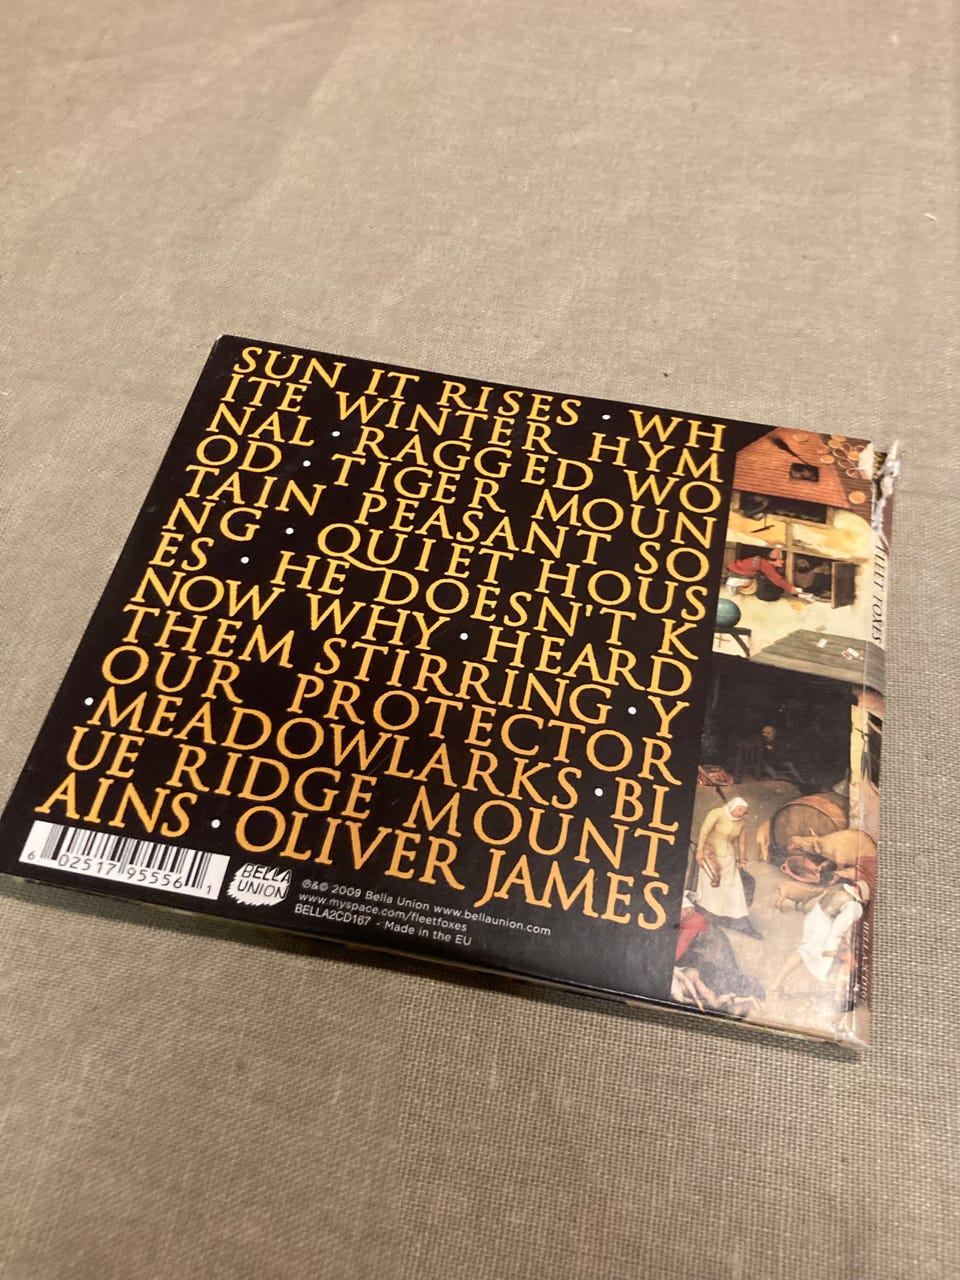 SUN IT RISES · WH
ITE WINTER HYM
NAL · RAGGED WO
OD · TIGER MOUN
TAIN PEASANT SO
NG · QUIET HOUS
ES · HE DOESN'T K
NOW WHY · HEARD
THEM STIRRING · Y
OUR PROTECTOR
· MEADOWLARKS · BL
UE RIDGE MOUNT
AINS · OLIVER JAMES
6 02517 95556 1
BELLA
UNION
℗&© 2009 Bella Union www.bellaunion.com
www.myspace.com/fleetfoxes
BELLA2CD167 - Made in the EU
FLEET FOXES
BELLA2CD167